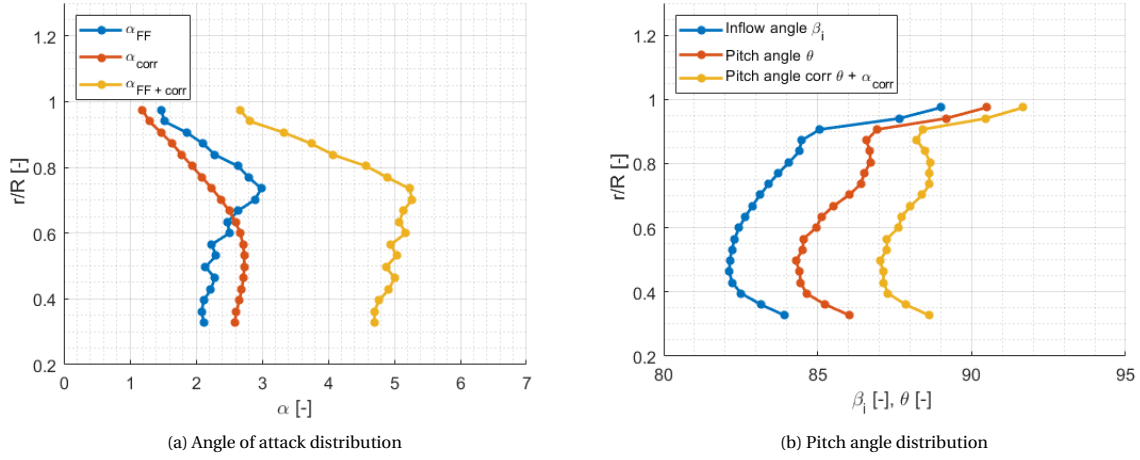 α_FF
α_corr
α_FF + corr
1.2
1
0.8
0.6
0.4
0.2
r/R [-]
0 1 2 3 4 5 6 7
α [-]
(a) Angle of attack distribution
Inflow angle β_i
Pitch angle θ
Pitch angle corr θ + α_corr
1.2
1
0.8
0.6
0.4
0.2
r/R [-]
80 85 90 95
β_i [-], θ [-]
(b) Pitch angle distribution